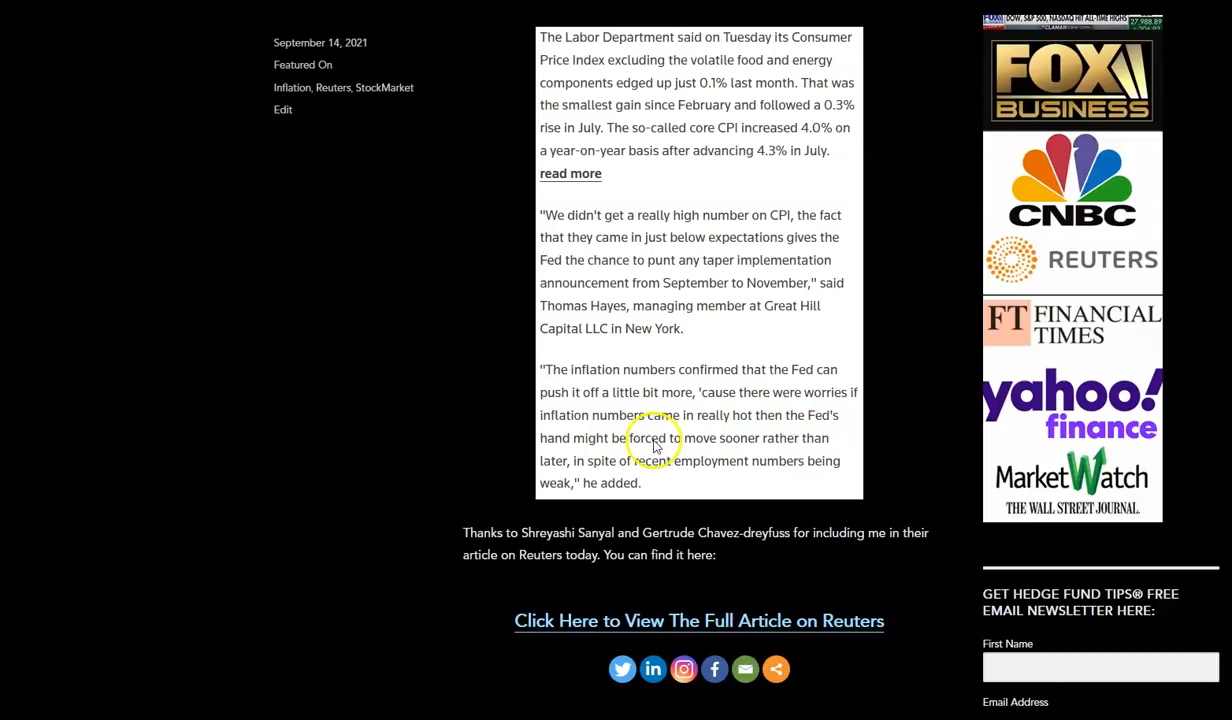 September 14, 2021
Featured On
Inflation, Reuters, StockMarket
Edit
The Labor Department said on Tuesday its Consumer
Price Index excluding the volatile food and energy
components edged up just 0.1% last month. That was
the smallest gain since February and followed a 0.3%
rise in July. The so-called core CPI increased 4.0% on
a year-on-year basis after advancing 4.3% in July.
read more
"We didn't get a really high number on CPI, the fact
that they came in just below expectations gives the
Fed the chance to punt any taper implementation
announcement from September to November," said
Thomas Hayes, managing member at Great Hill
Capital LLC in New York.
"The inflation numbers confirmed that the Fed can
push it off a little bit more, 'cause there were worries if
inflation numbers came in really hot then the Fed's
hand might be forced to move sooner rather than
later, in spite of recent employment numbers being
weak," he added.
Thanks to Shreyashi Sanyal and Gertrude Chavez-dreyfuss for including me in their
article on Reuters today. You can find it here:
Click Here to View The Full Article on Reuters
DOW, S&P 500, NASDAQ HIT ALL-TIME HIGHS
27,988.89
FOX
BUSINESS
CNBC
REUTERS
FT FINANCIAL
TIMES
yahoo!
finance
MarketWatch
THE WALL STREET JOURNAL.
GET HEDGE FUND TIPS® FREE
EMAIL NEWSLETTER HERE:
First Name
Email Address